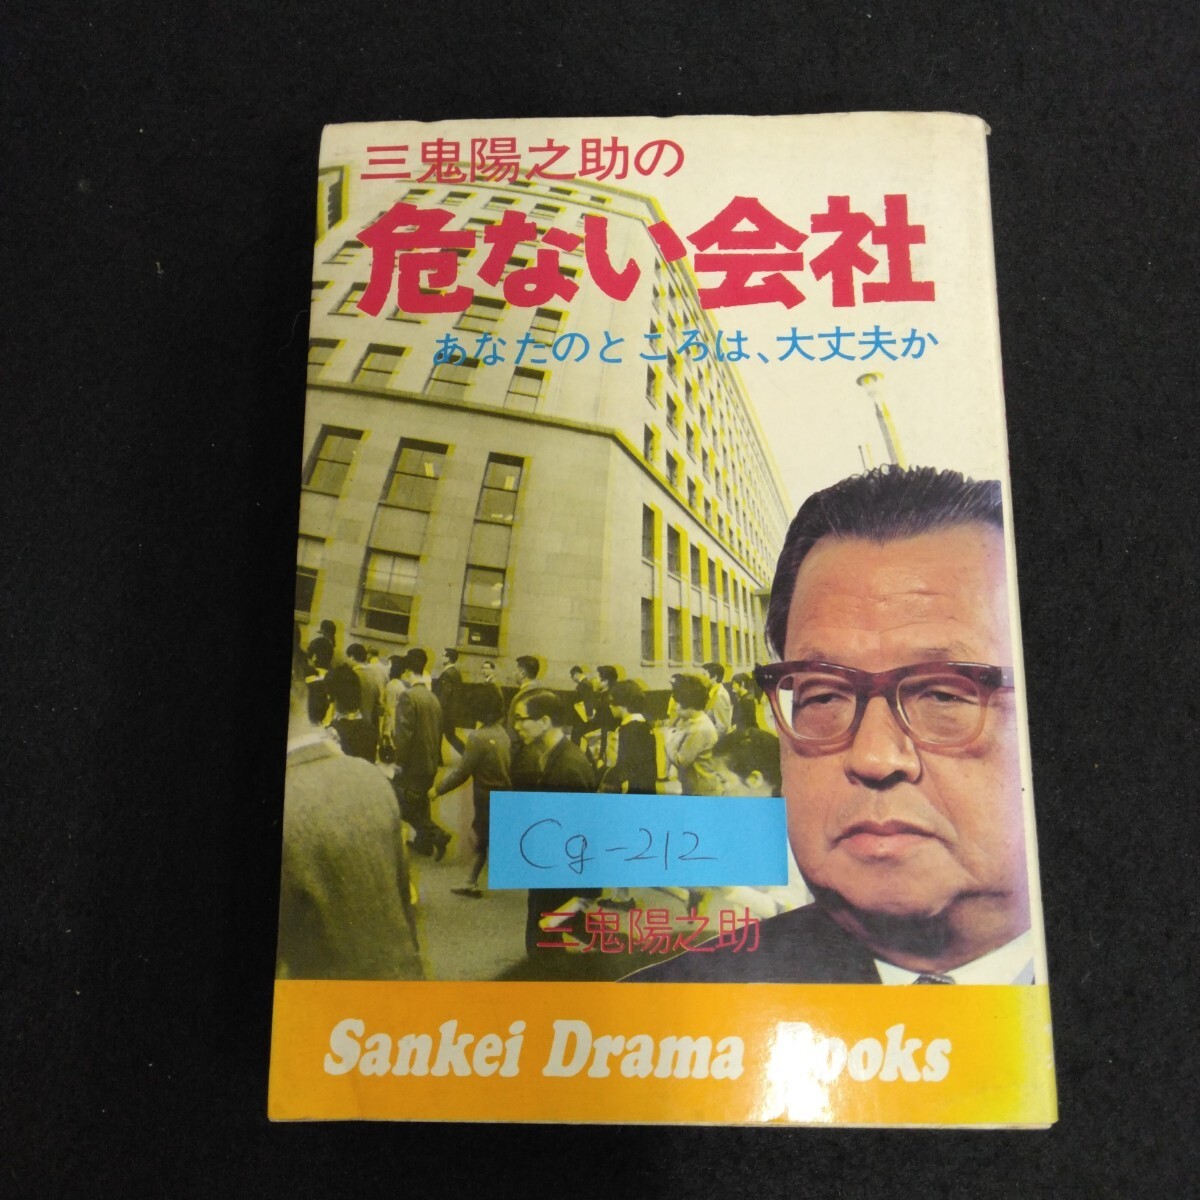 三鬼陽之助の
危ない会社
あなたのところは、大丈夫か
Cg-212
三鬼陽之助
Sankei Drama Books